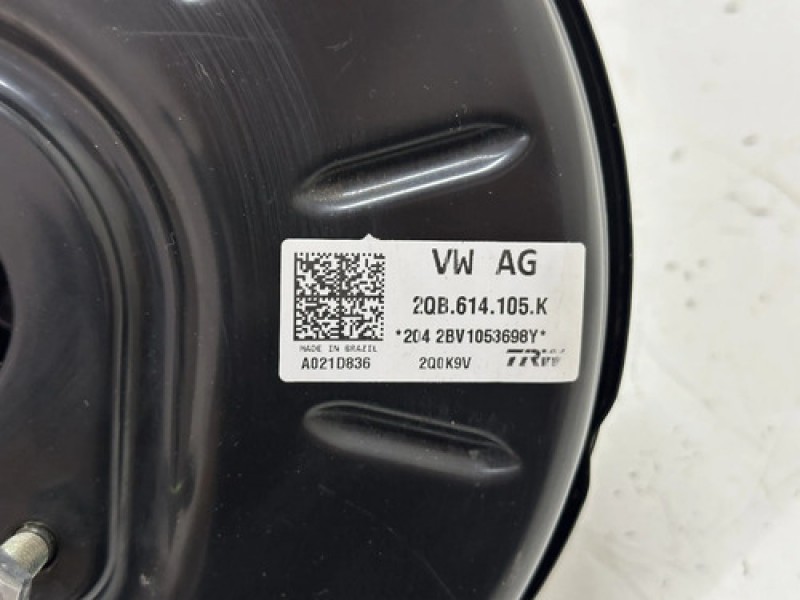 VW AG
2QB.614.105.K
*204 2BV1053698Y*
MADE IN BRAZIL
A021D836 2Q0K9V TRW